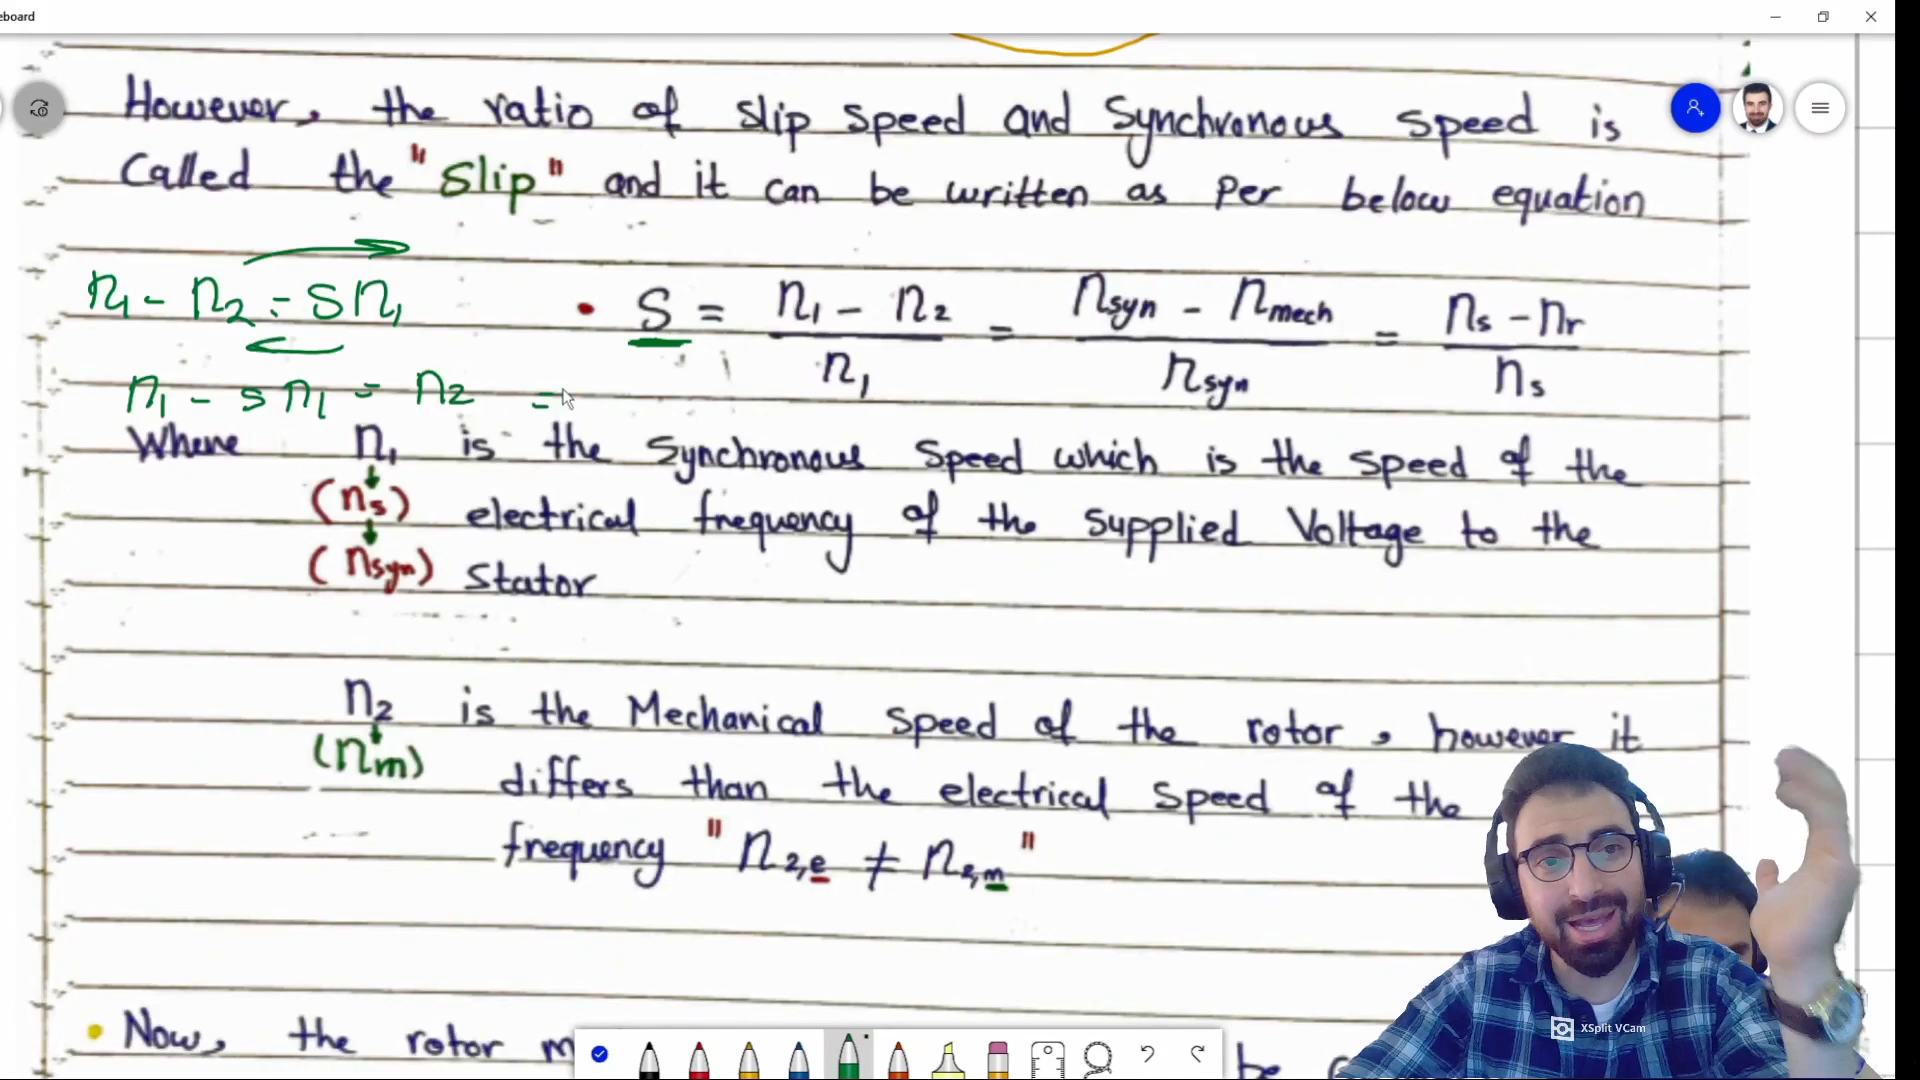 eboard
However, the ratio of slip speed and Synchronous speed is
Called the "Slip" and it can be written as per below equation
n₁ - n₂ = S n₁
• S = (n₁ - n₂)/n₁ = (nsyn - nmech)/nsyn = (ns - nr)/ns
n₁ - s n₁ = n₂ =
Where n₁ is the Synchronous Speed which is the speed of the
(ns) electrical frequency of the supplied Voltage to the
(nsyn) Stator
n₂ is the Mechanical speed of the rotor, however it
(nm) differs than the electrical speed of the
frequency "n₂,e ≠ n₂,m"
• Now, the rotor m
be
XSplit VCam